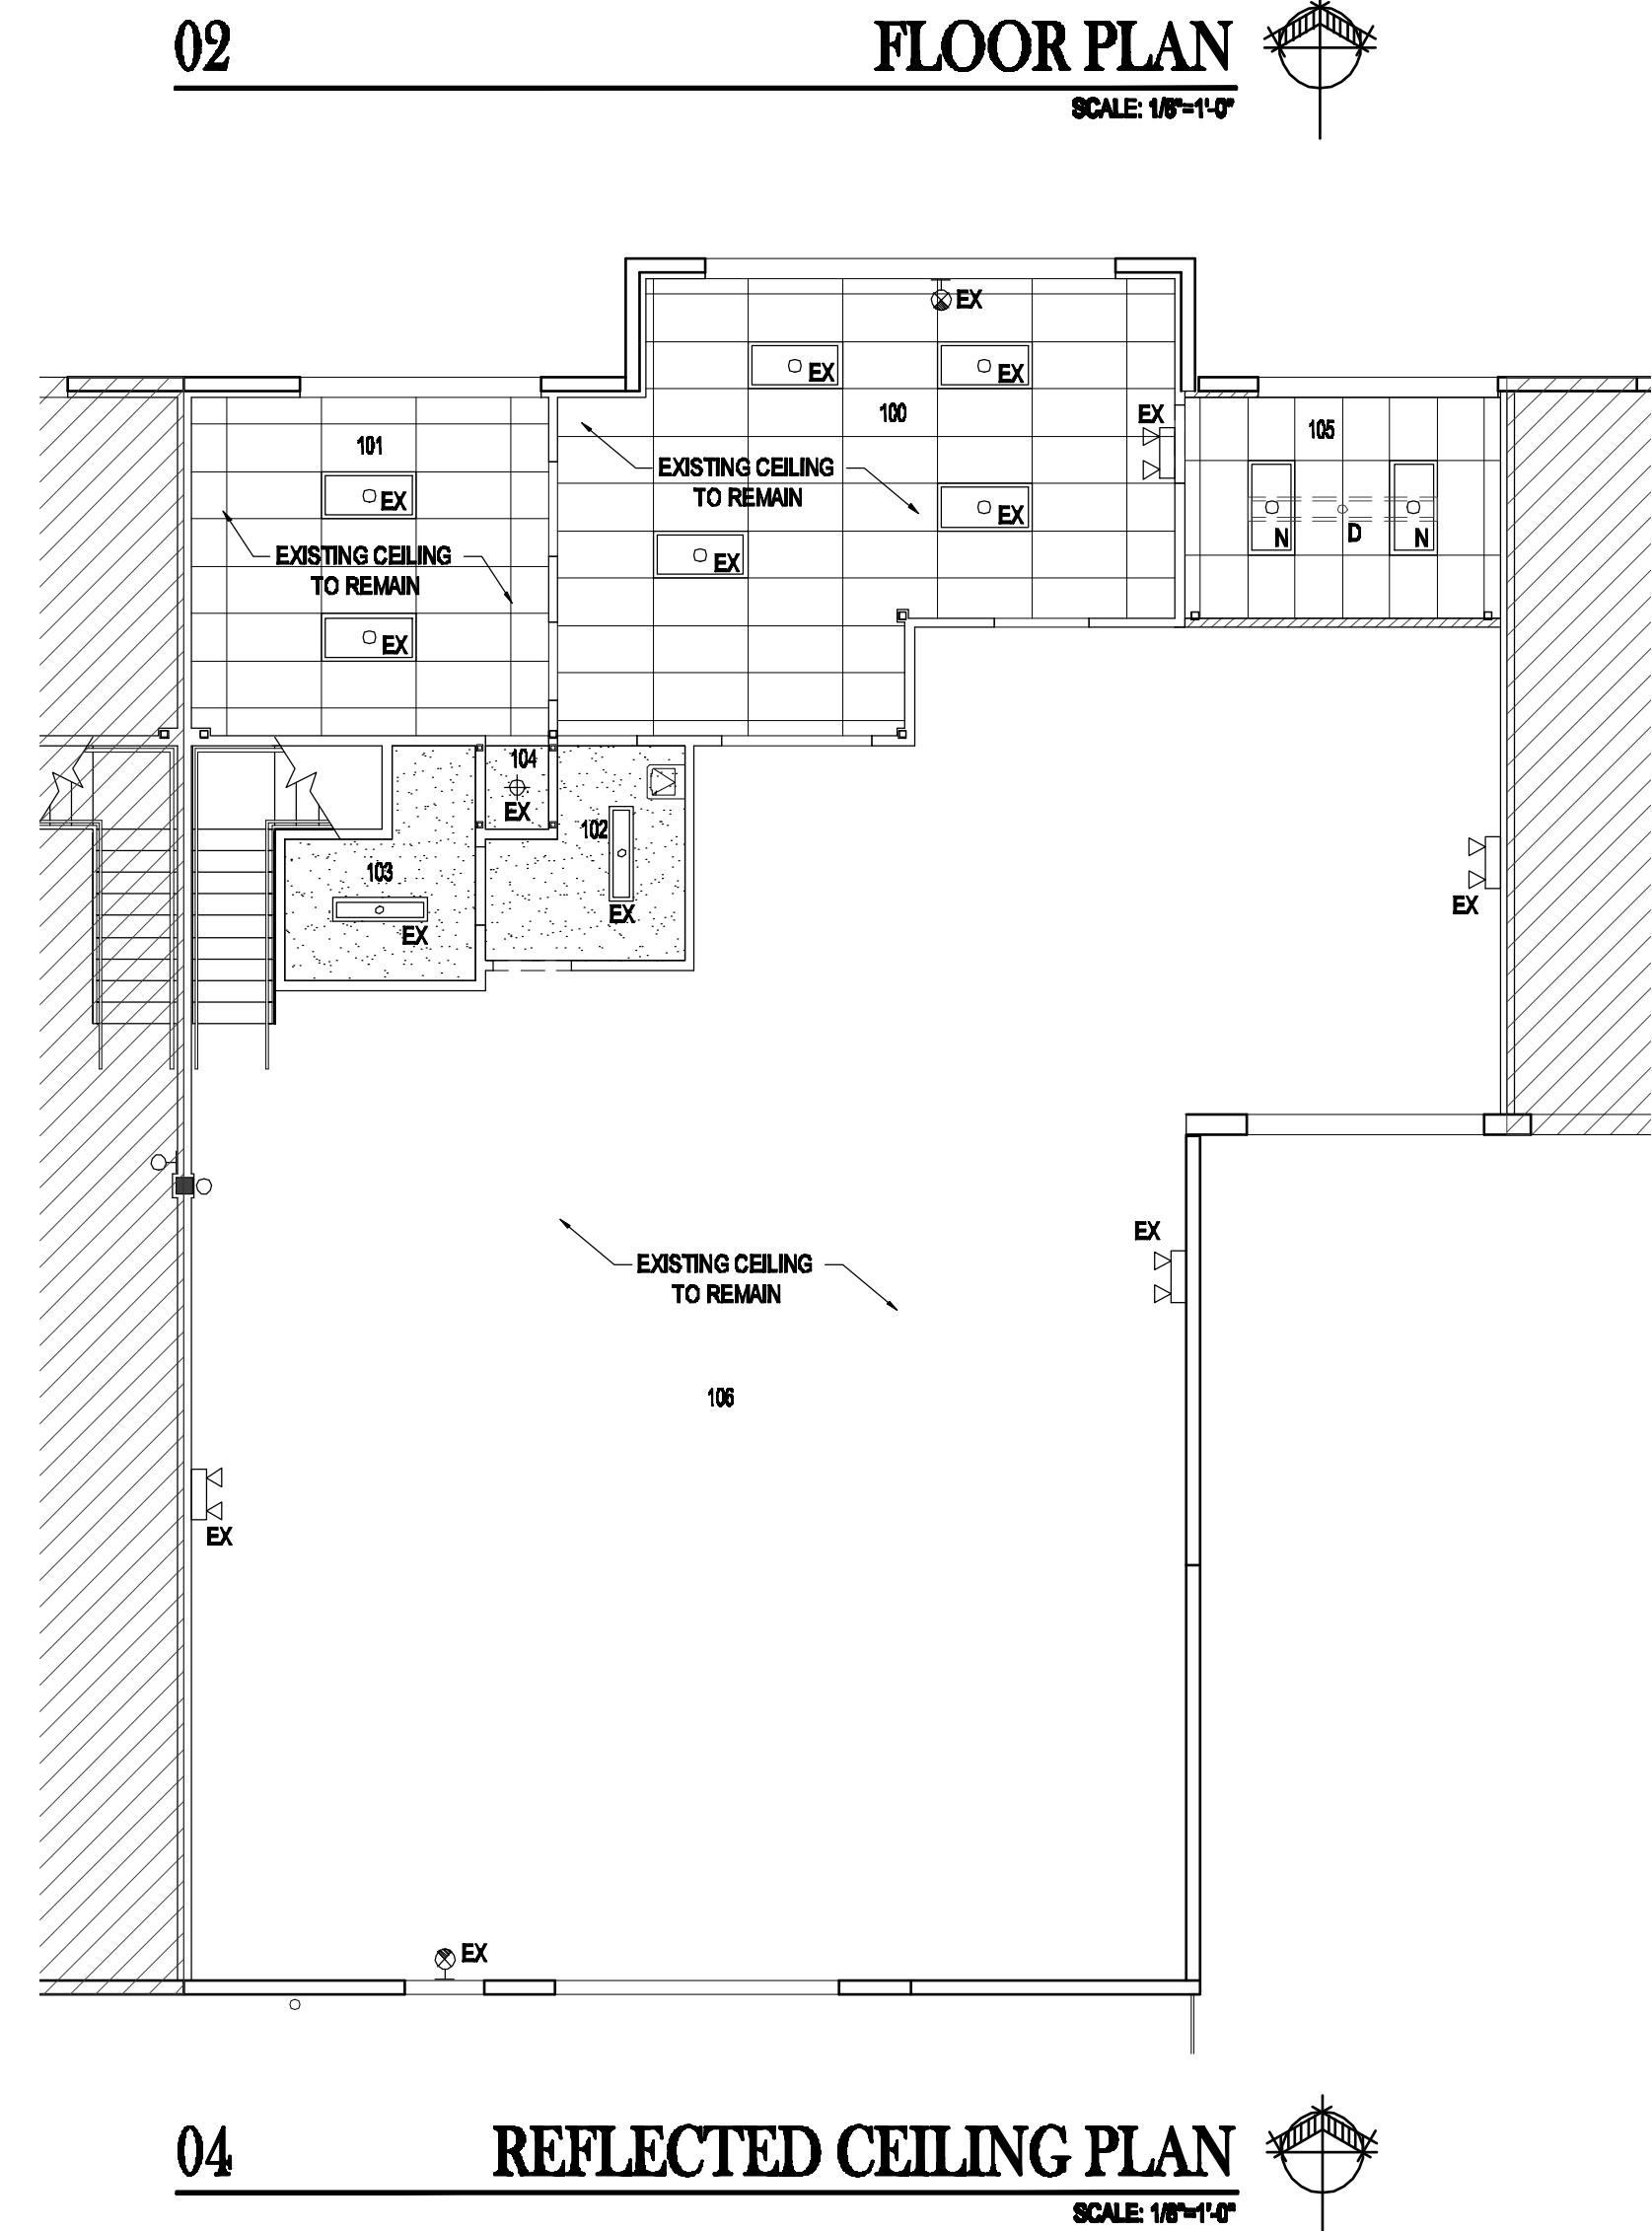 02
FLOOR PLAN
SCALE: 1/8"=1'-0"
EX
EX
EX
100
EX
105
101
EXISTING CEILING
TO REMAIN
EX
EX
N
D
N
EXISTING CEILING
TO REMAIN
EX
EX
104
EX
102
103
EX
EX
EX
EX
EXISTING CEILING
TO REMAIN
106
EX
EX
04
REFLECTED CEILING PLAN
SCALE: 1/8"=1'-0"